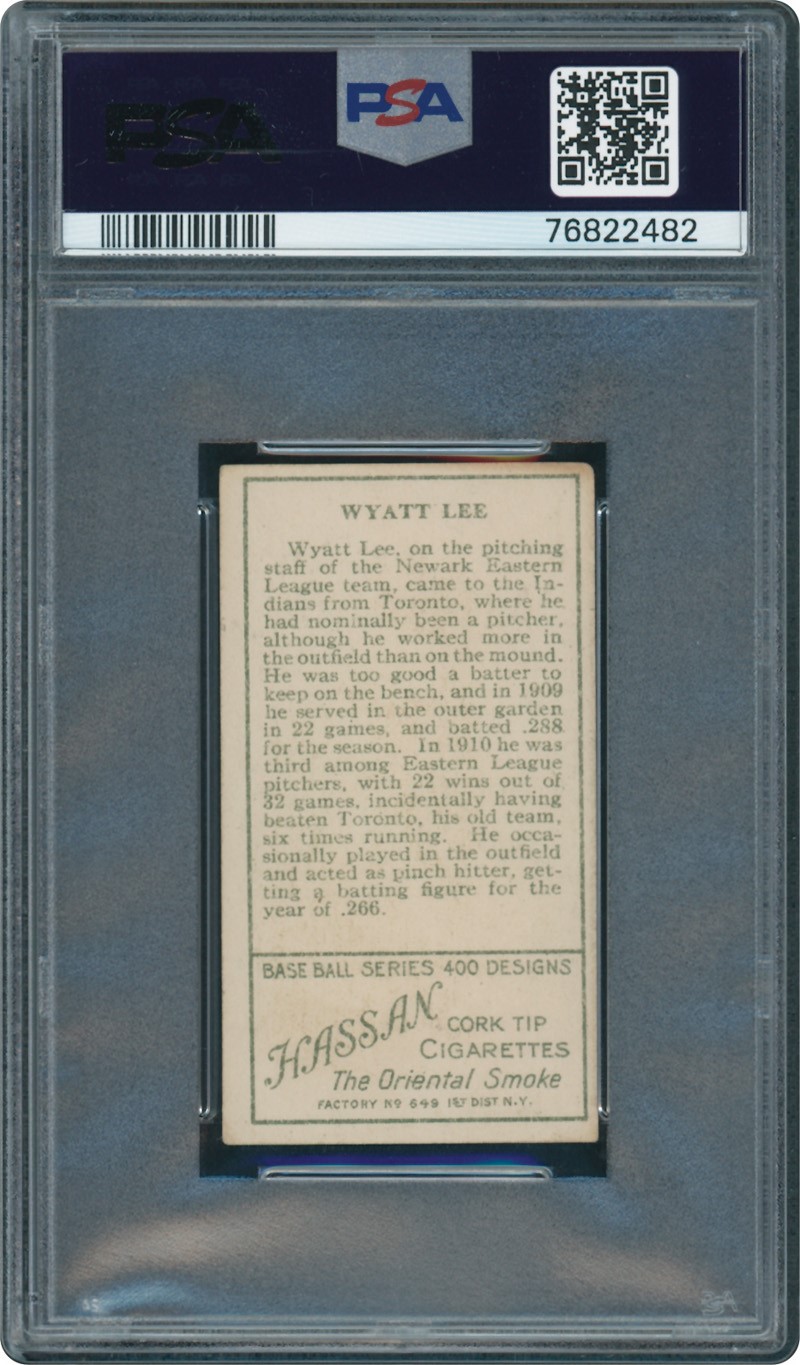 PSA
PSA
76822482
WYATT LEE
Wyatt Lee, on the pitching
staff of the Newark Eastern
League team, came to the In-
dians from Toronto, where he
had nominally been a pitcher,
although he worked more in
the outfield than on the mound.
He was too good a batter to
keep on the bench, and in 1909
he served in the outer garden
in 22 games, and batted .288
for the season. In 1910 he was
third among Eastern League
pitchers, with 22 wins out of
32 games, incidentally having
beaten Toronto, his old team,
six times running. He occa-
sionally played in the outfield
and acted as pinch hitter, get-
ting a batting figure for the
year of .266.
BASE BALL SERIES 400 DESIGNS
HASSAN
CORK TIP
CIGARETTES
The Oriental Smoke
FACTORY Nº 649 1ST DIST N.Y.